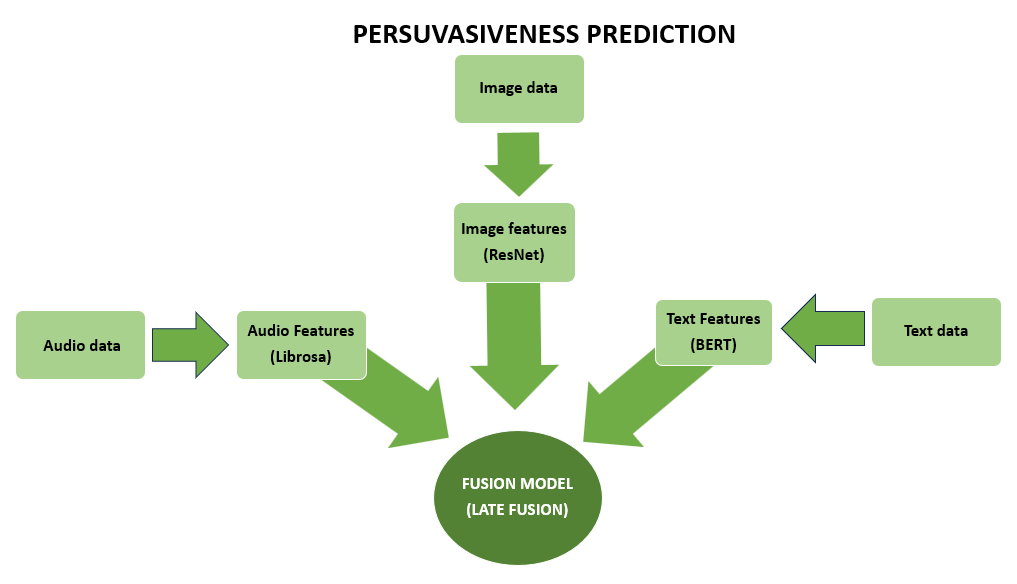 PERSUVASIVENESS PREDICTION
Image data
Image features
(ResNet)
Audio data
Audio Features
(Librosa)
Text Features
(BERT)
Text data
FUSION MODEL
(LATE FUSION)